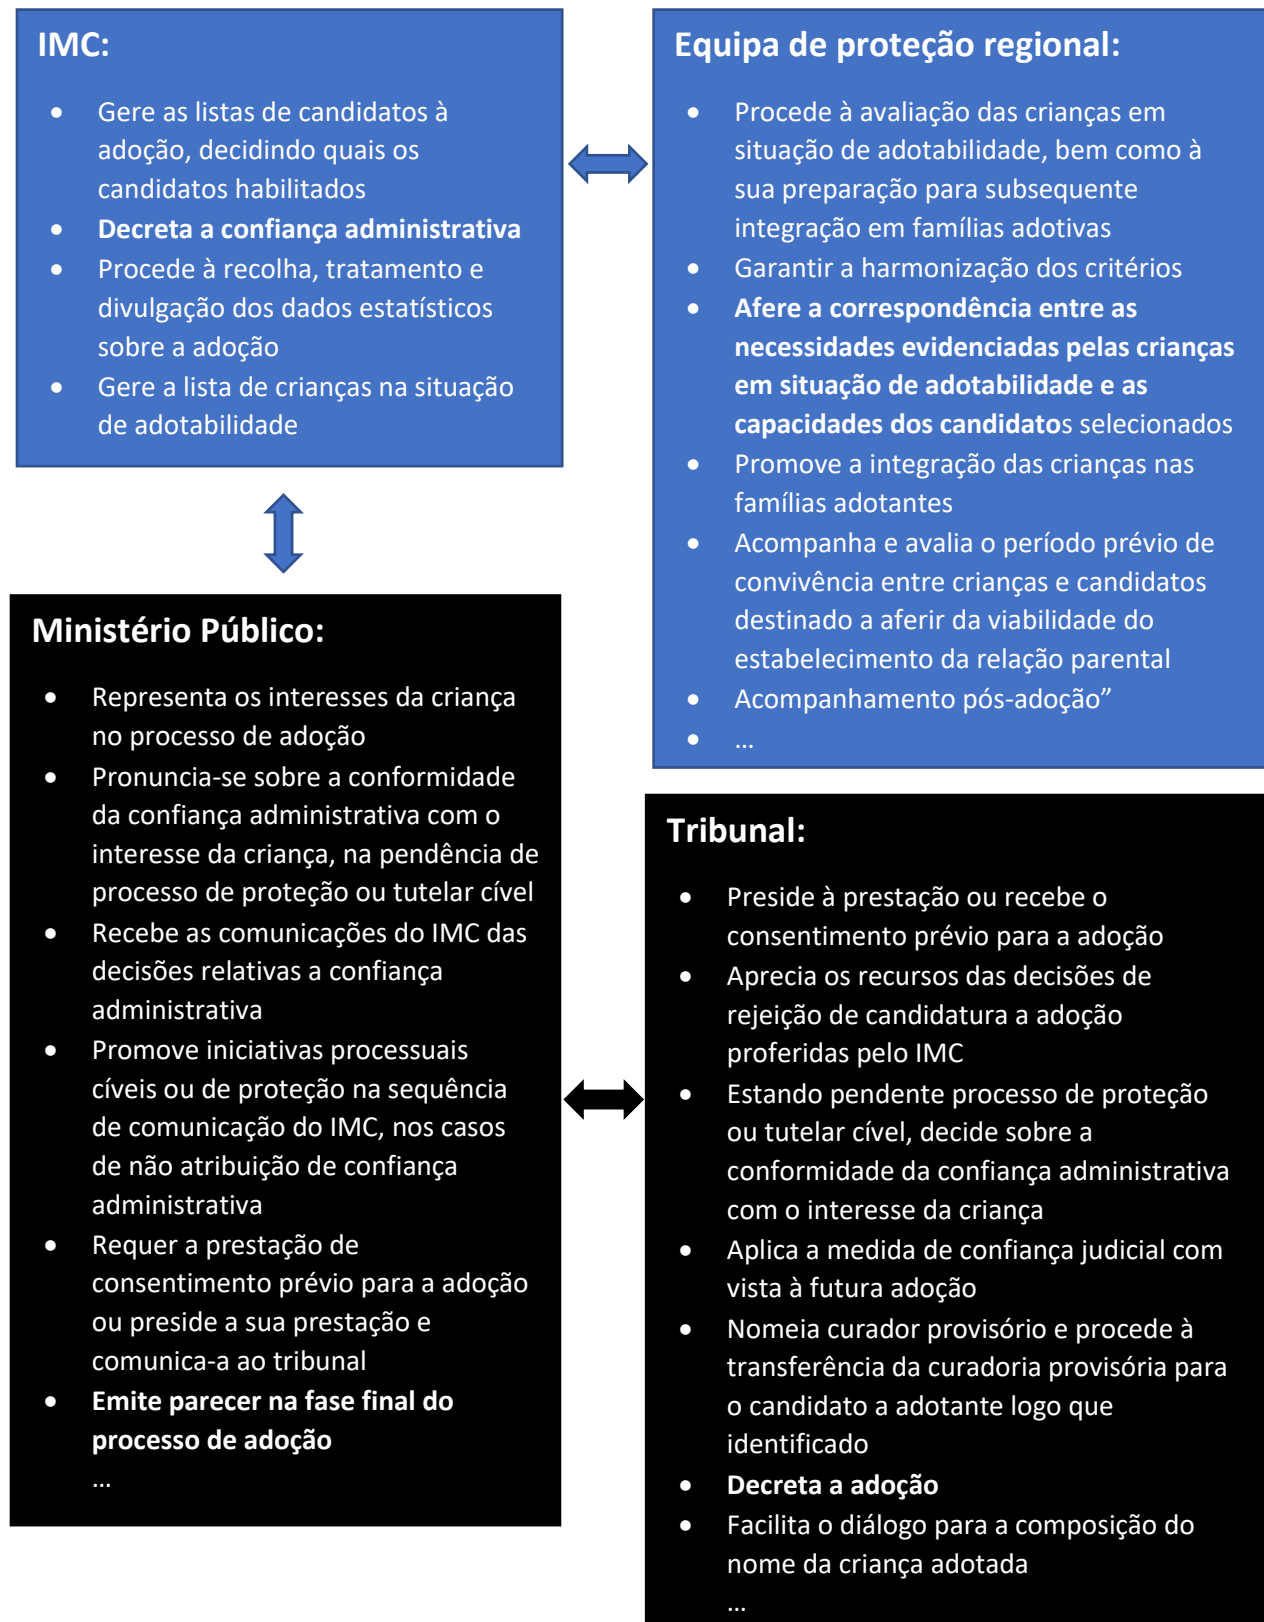 IMC:
• Gere as listas de candidatos à
adoção, decidindo quais os
candidatos habilitados
• Decreta a confiança administrativa
• Procede à recolha, tratamento e
divulgação dos dados estatísticos
sobre a adoção
• Gere a lista de crianças na situação
de adotabilidade
Equipa de proteção regional:
• Procede à avaliação das crianças em
situação de adotabilidade, bem como à
sua preparação para subsequente
integração em famílias adotivas
• Garantir a harmonização dos critérios
• Afere a correspondência entre as
necessidades evidenciadas pelas crianças
em situação de adotabilidade e as
capacidades dos candidatos selecionados
• Promove a integração das crianças nas
famílias adotantes
• Acompanha e avalia o período prévio de
convivência entre crianças e candidatos
destinado a aferir da viabilidade do
estabelecimento da relação parental
• Acompanhamento pós-adoção”
• ...
Ministério Público:
• Representa os interesses da criança
no processo de adoção
• Pronuncia-se sobre a conformidade
da confiança administrativa com o
interesse da criança, na pendência de
processo de proteção ou tutelar cível
• Recebe as comunicações do IMC das
decisões relativas a confiança
administrativa
• Promove iniciativas processuais
cíveis ou de proteção na sequência
de comunicação do IMC, nos casos
de não atribuição de confiança
administrativa
• Requer a prestação de
consentimento prévio para a adoção
ou preside a sua prestação e
comunica-a ao tribunal
• Emite parecer na fase final do
processo de adoção
...
Tribunal:
• Preside à prestação ou recebe o
consentimento prévio para a adoção
• Aprecia os recursos das decisões de
rejeição de candidatura a adoção
proferidas pelo IMC
• Estando pendente processo de proteção
ou tutelar cível, decide sobre a
conformidade da confiança administrativa
com o interesse da criança
• Aplica a medida de confiança judicial com
vista à futura adoção
• Nomeia curador provisório e procede à
transferência da curadoria provisória para
o candidato a adotante logo que
identificado
• Decreta a adoção
• Facilita o diálogo para a composição do
nome da criança adotada
...